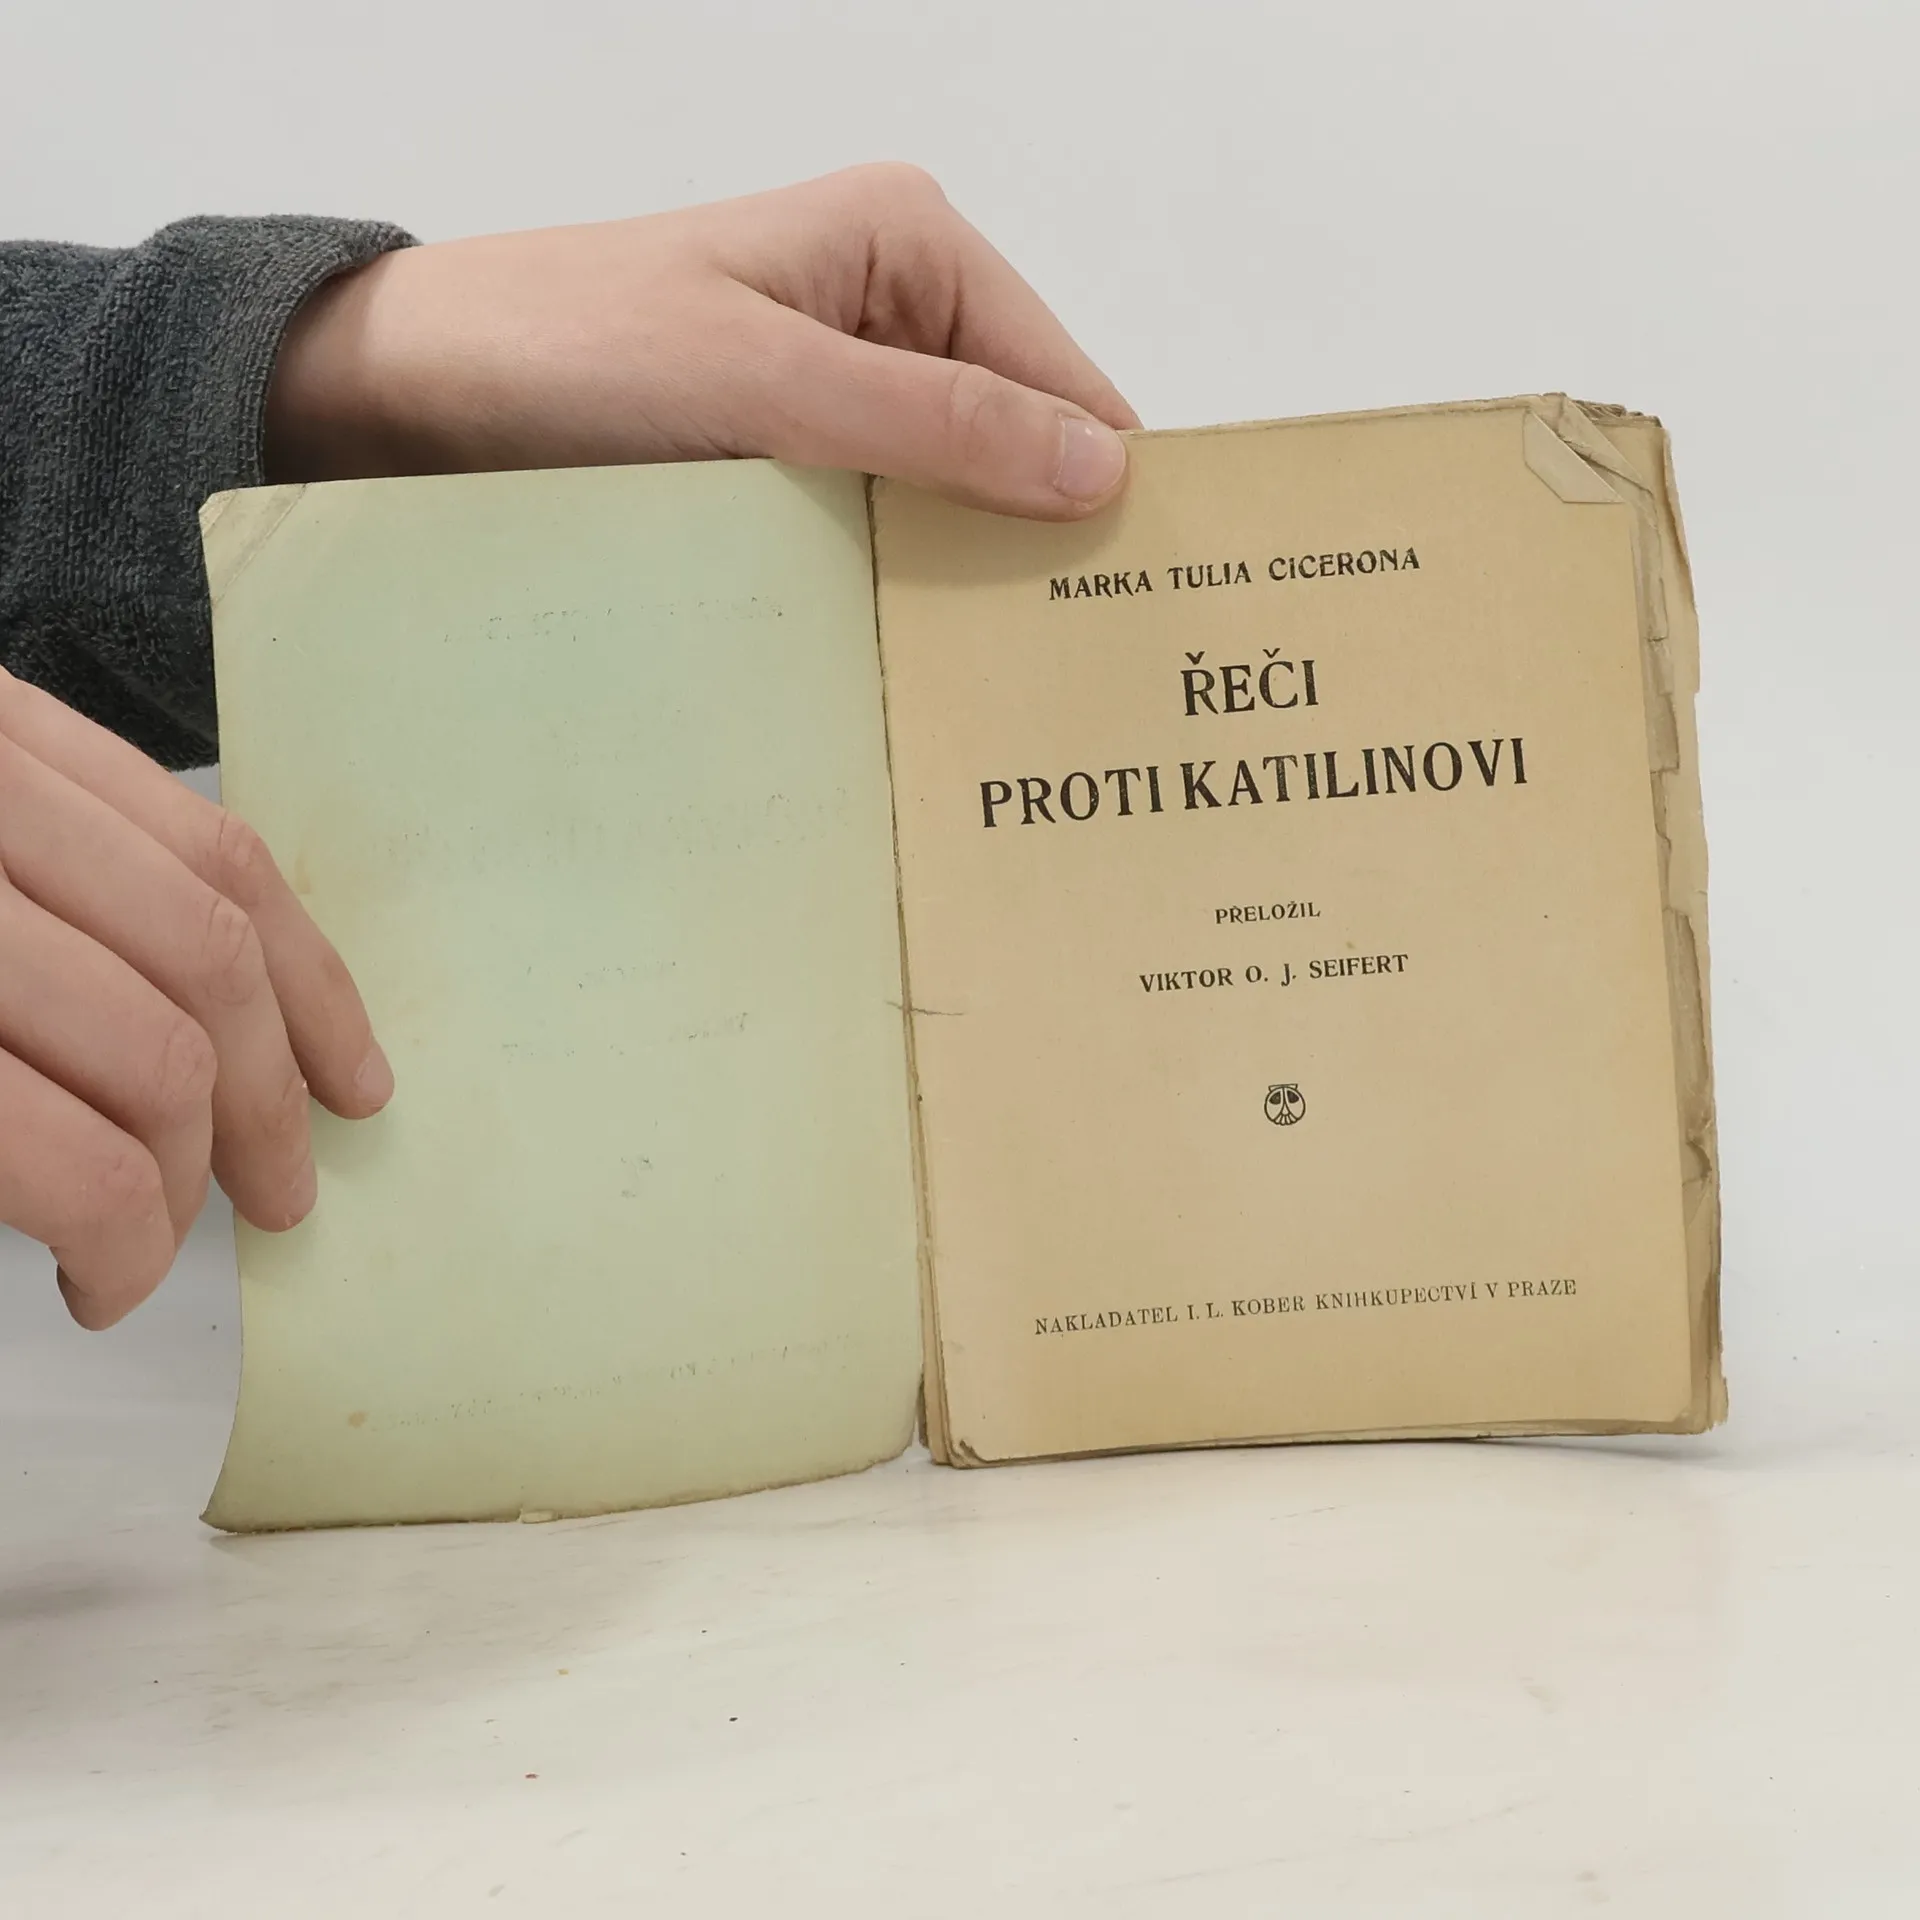 MARKA TULIA CICERONA
ŘEČI
PROTI KATILINOVI
PŘELOŽIL
VIKTOR O. J. SEIFERT
NAKLADATEL I. L. KOBER KNIHKUPECTVÍ V PRAZE